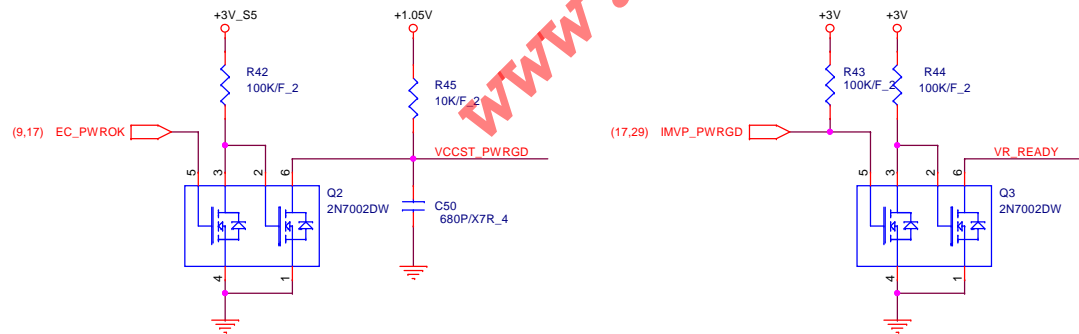 +3V_S5
+1.05V
+3V
+3V
R42
100K/F_2
R45
10K/F_2
R43
100K/F_2
R44
100K/F_2
(9,17) EC_PWROK
VCCST_PWRGD
(17,29) IMVP_PWRGD
VR_READY
5
3
2
6
5
3
2
6
Q2
2N7002DW
C50
680P/X7R_4
Q3
2N7002DW
4
1
4
1
www.